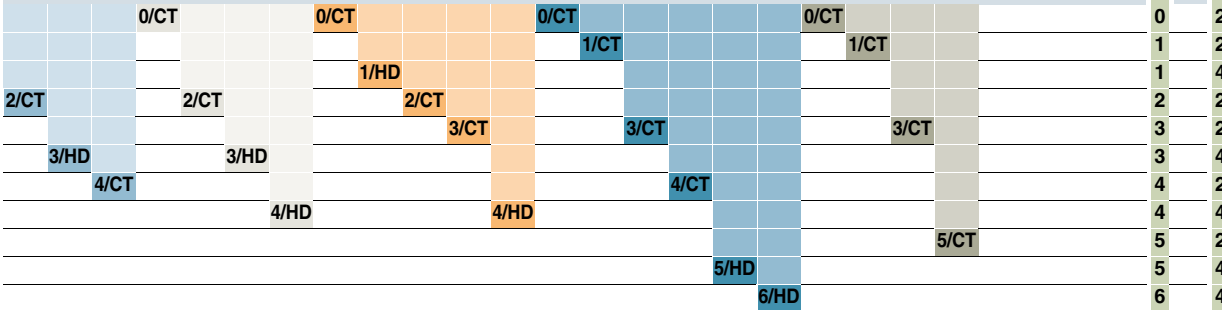 0/CT 0/CT 0/CT 0/CT 0 2
1/CT 1/CT 1 2
1/HD 1 4
2/CT 2/CT 2/CT 2 2
3/CT 3/CT 3/CT 3 2
3/HD 3/HD 3 4
4/CT 4/CT 4 2
4/HD 4/HD 4 4
5/CT 5 2
5/HD 5 4
6/HD 6 4